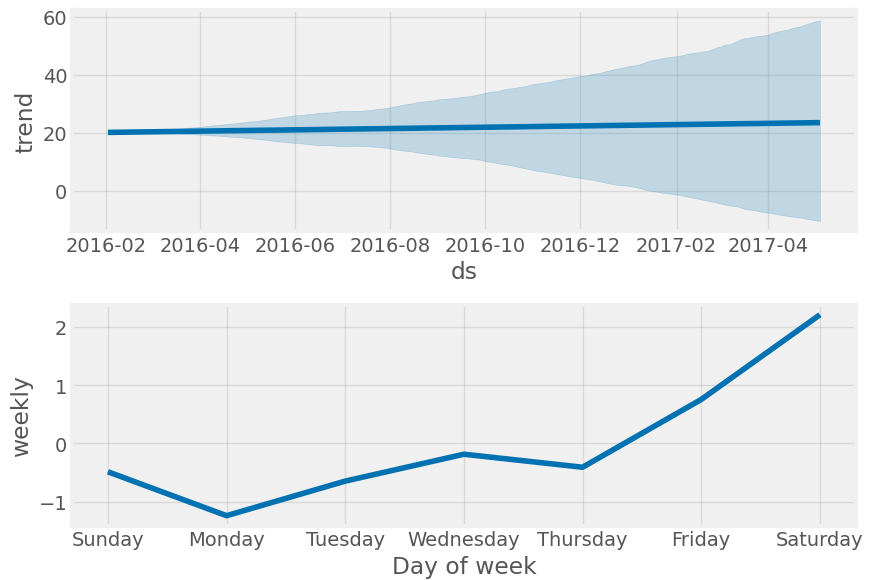 60
40
20
0
trend
2016-02 2016-04 2016-06 2016-08 2016-10 2016-12 2017-02 2017-04
ds
2
1
0
−1
weekly
Sunday Monday Tuesday Wednesday Thursday Friday Saturday
Day of week